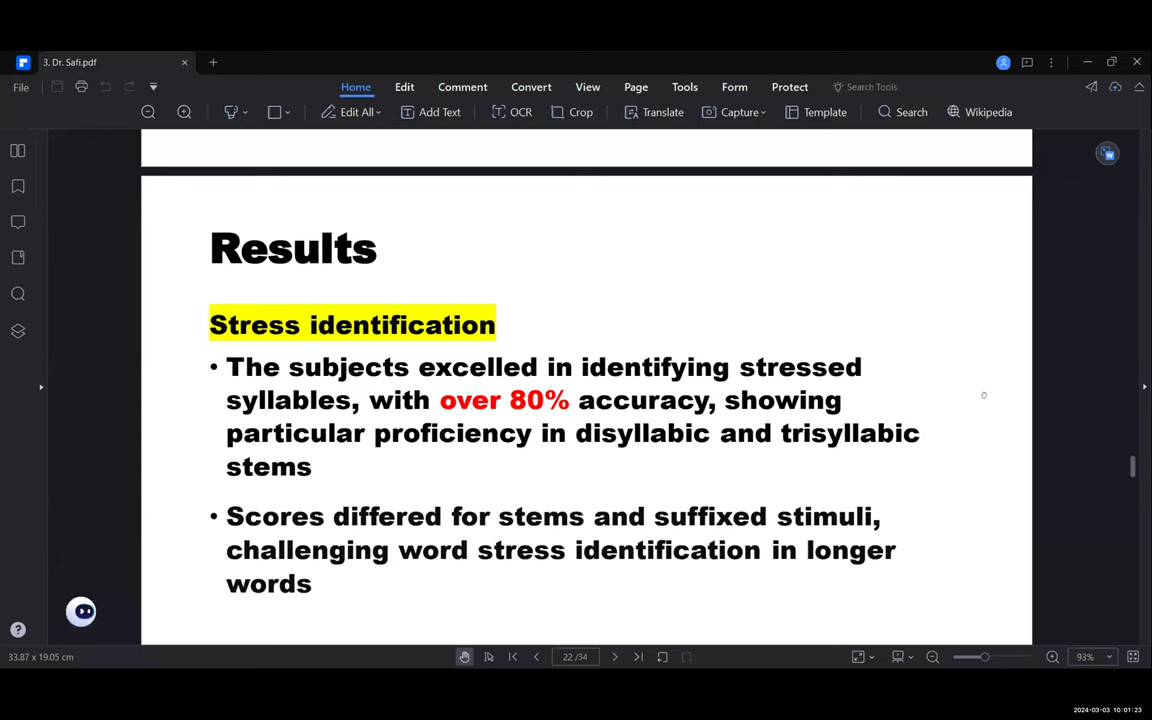 3. Dr. Safi.pdf
File
Home Edit Comment Convert View Page Tools Form Protect Search Tools
Edit All Add Text OCR Crop Translate Capture Template Search Wikipedia
Results
Stress identification
• The subjects excelled in identifying stressed
syllables, with over 80% accuracy, showing
particular proficiency in disyllabic and trisyllabic
stems
• Scores differed for stems and suffixed stimuli,
challenging word stress identification in longer
words
33.87 x 19.05 cm 22 /34 93%
2024-03-03 10:01:23